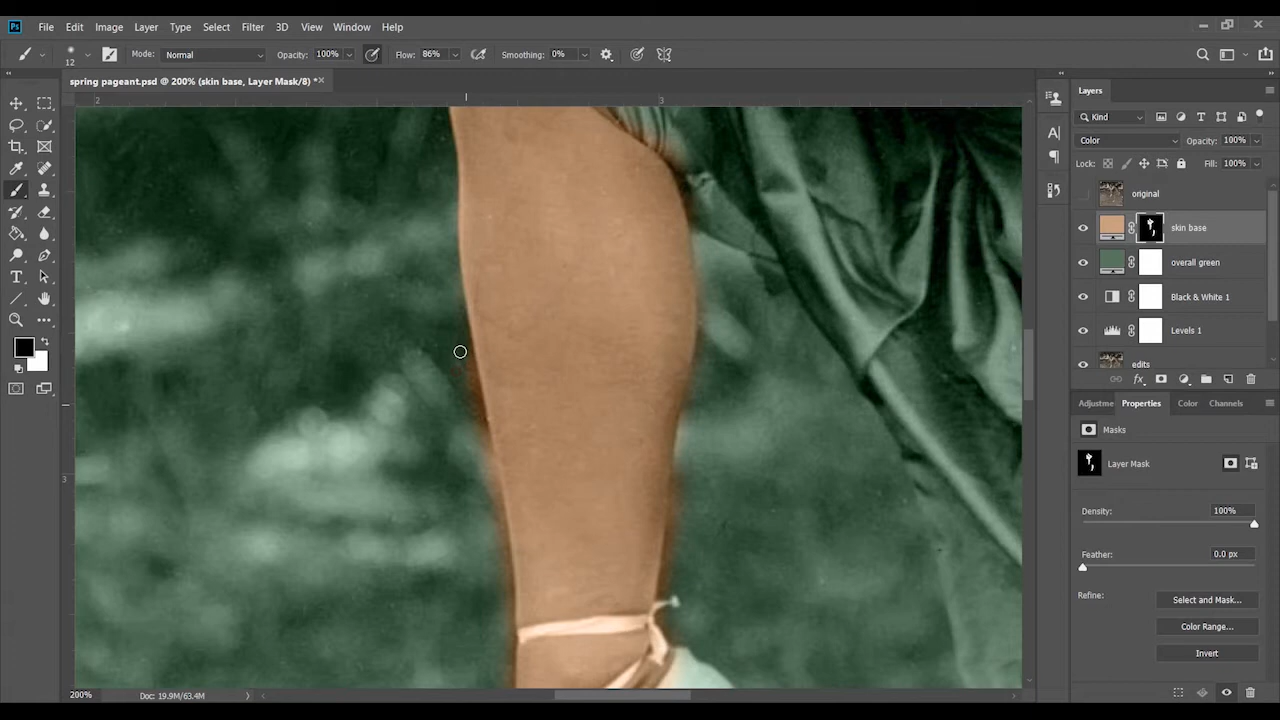 Ps File Edit Image Layer Type Select Filter 3D View Window Help
12 Mode: Normal Opacity: 100% Flow: 86% Smoothing: 0%
spring pageant.psd @ 200% (skin base, Layer Mask/8) *
2 3
3
Layers
Kind
Color Opacity: 100%
Lock: Fill: 100%
original
skin base
overall green
Black & White 1
Levels 1
edits
fx
Adjustme Properties Color Channels
Masks
Layer Mask
Density: 100%
Feather: 0.0 px
Refine: Select and Mask...
Color Range...
Invert
200% Doc: 19.9M/63.4M